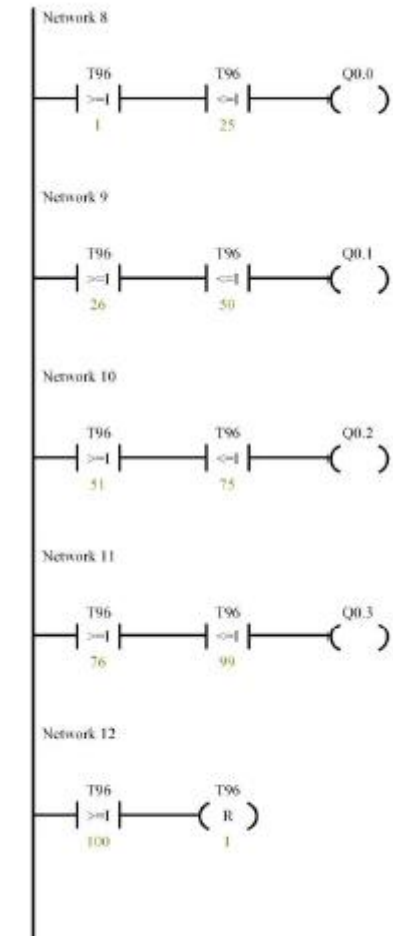 Network 8
T96 T96 Q0.0
>=I <=I ( )
1 25
Network 9
T96 T96 Q0.1
>=I <=I ( )
26 50
Network 10
T96 T96 Q0.2
>=I <=I ( )
51 75
Network 11
T96 T96 Q0.3
>=I <=I ( )
76 99
Network 12
T96 T96
>=I ( R )
100 1